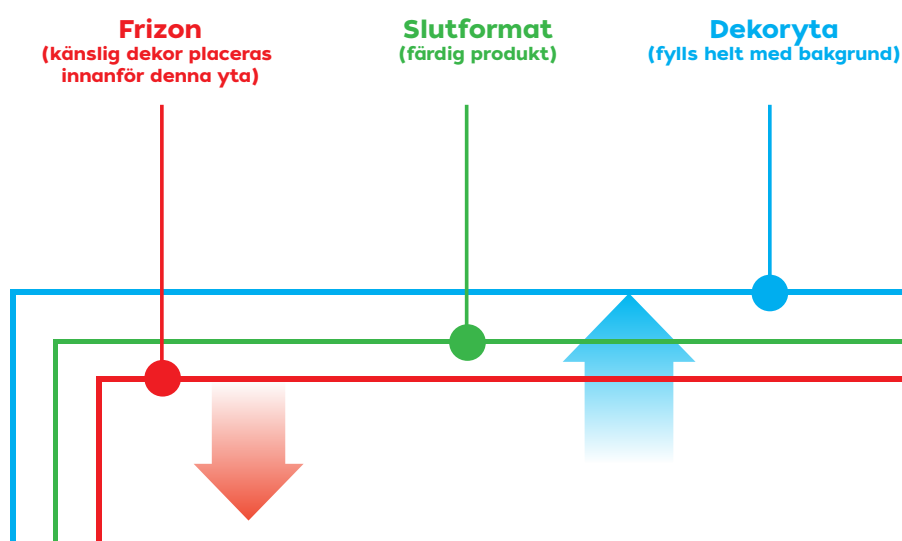 Frizon
(känslig dekor placeras
innanför denna yta)
Slutformat
(färdig produkt)
Dekoryta
(fylls helt med bakgrund)